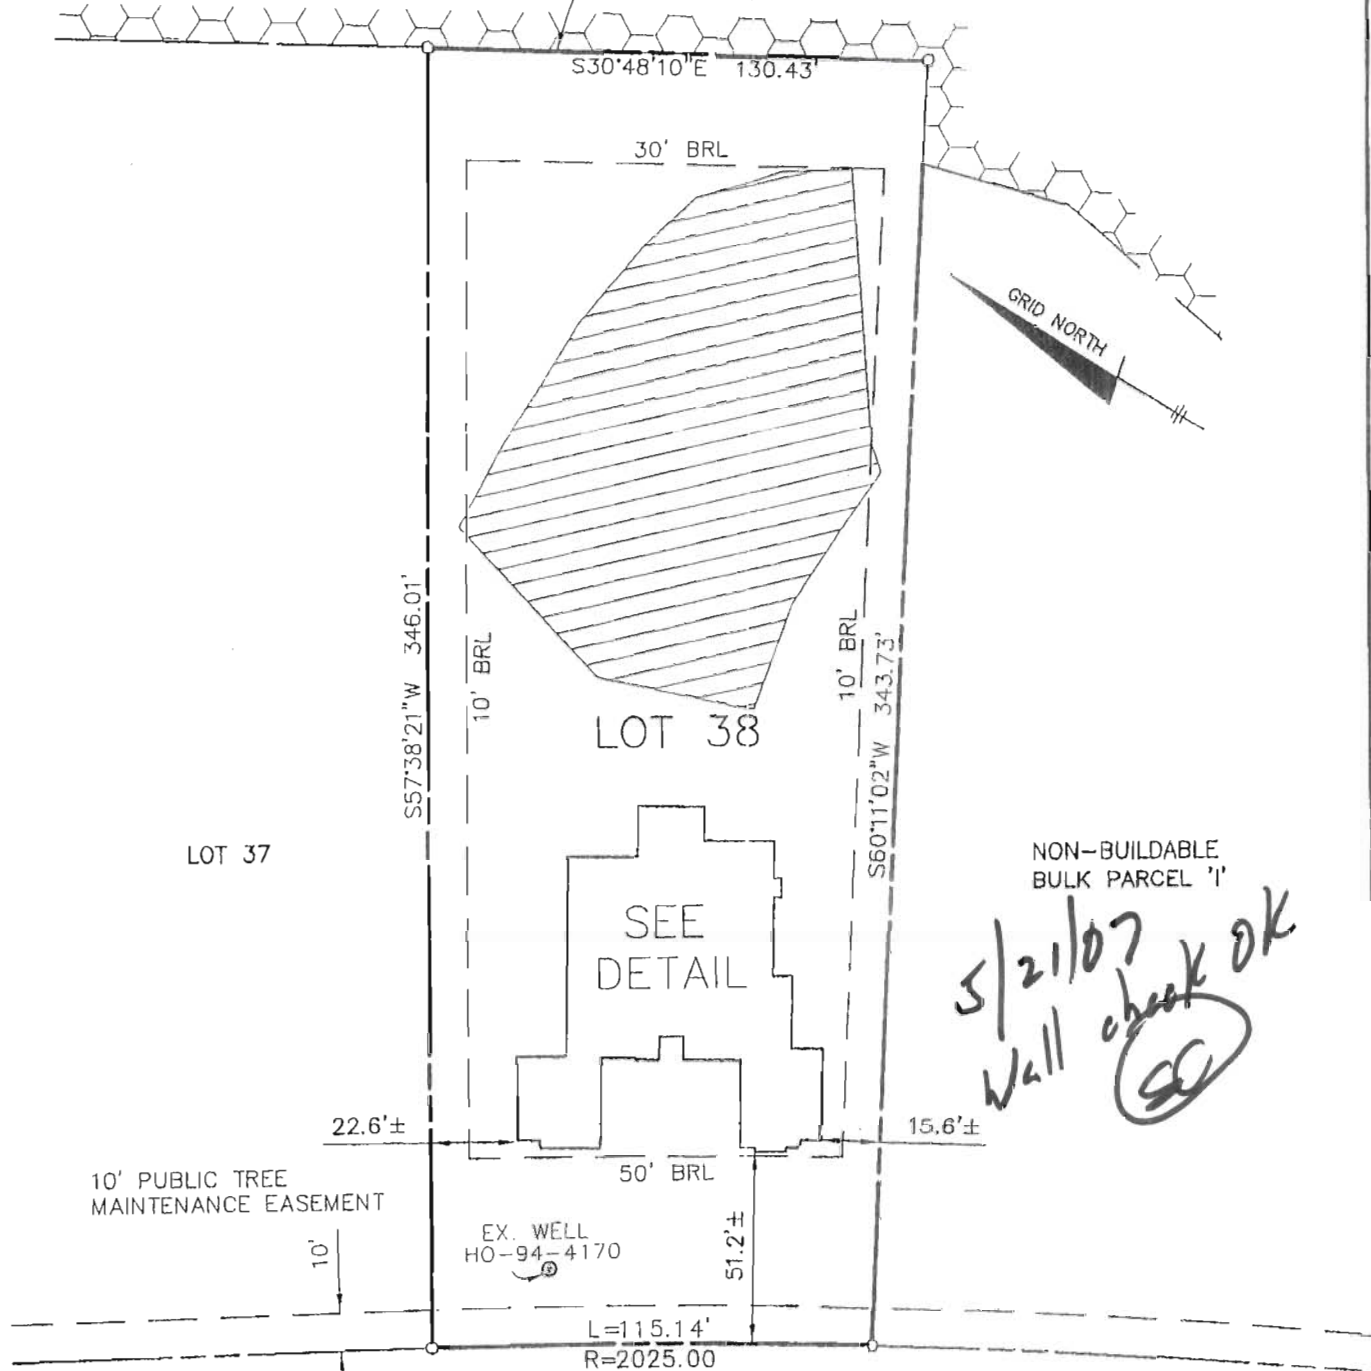 S30°48'10"E 130.43'
30' BRL
GRID NORTH
S57°38'21"W 346.01'
10' BRL
10' BRL
S60°11'02"W 343.73'
LOT 38
LOT 37
NON-BUILDABLE
BULK PARCEL 'I'
SEE
DETAIL
5/21/07
Wall check OK
SC
22.6'±
15.6'±
50' BRL
10' PUBLIC TREE
MAINTENANCE EASEMENT
10'
EX. WELL
HO-94-4170
51.2'±
L=115.14'
R=2025.00